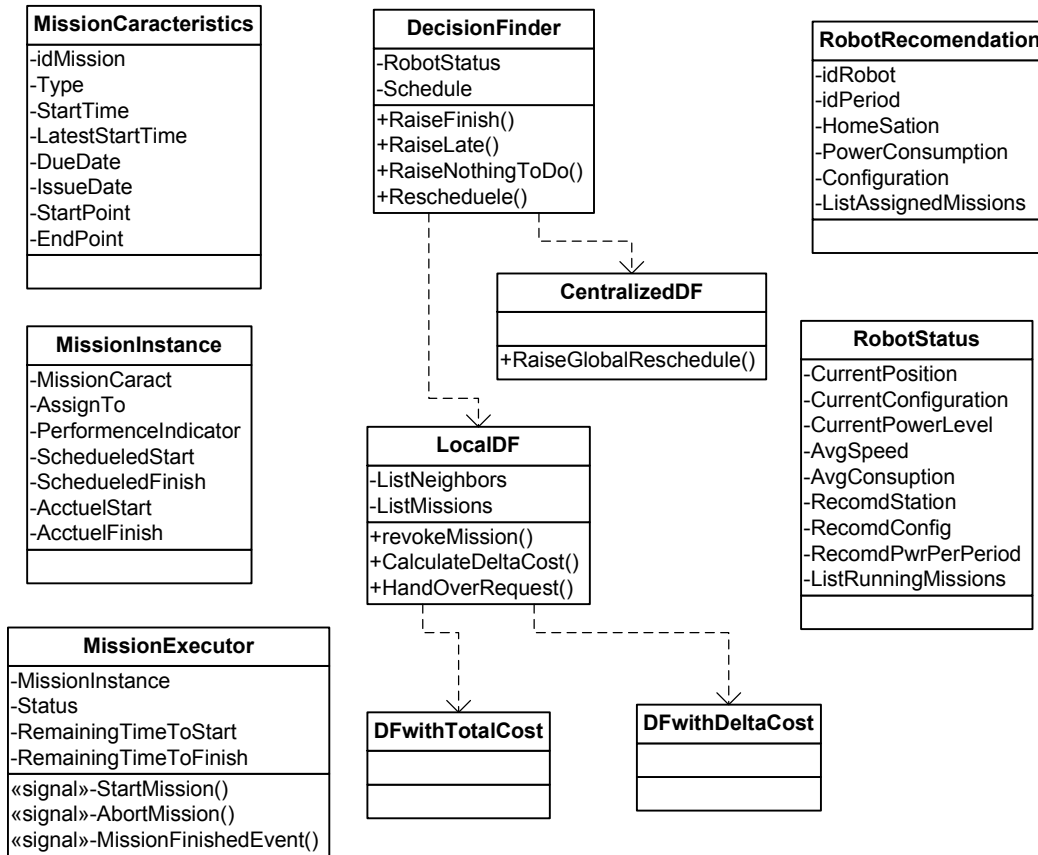 MissionCaracteristics
-idMission
-Type
-StartTime
-LatestStartTime
-DueDate
-IssueDate
-StartPoint
-EndPoint
DecisionFinder
-RobotStatus
-Schedule
+RaiseFinish()
+RaiseLate()
+RaiseNothingToDo()
+Rescheduele()
RobotRecomendation
-idRobot
-idPeriod
-HomeSation
-PowerConsumption
-Configuration
-ListAssignedMissions
CentralizedDF
+RaiseGlobalReschedule()
MissionInstance
-MissionCaract
-AssignTo
-PerformenceIndicator
-SchedueledStart
-SchedueledFinish
-AcctuelStart
-AcctuelFinish
RobotStatus
-CurrentPosition
-CurrentConfiguration
-CurrentPowerLevel
-AvgSpeed
-AvgConsuption
-RecomdStation
-RecomdConfig
-RecomdPwrPerPeriod
-ListRunningMissions
LocalDF
-ListNeighbors
-ListMissions
+revokeMission()
+CalculateDeltaCost()
+HandOverRequest()
MissionExecutor
-MissionInstance
-Status
-RemainingTimeToStart
-RemainingTimeToFinish
«signal»-StartMission()
«signal»-AbortMission()
«signal»-MissionFinishedEvent()
DFwithTotalCost
DFwithDeltaCost